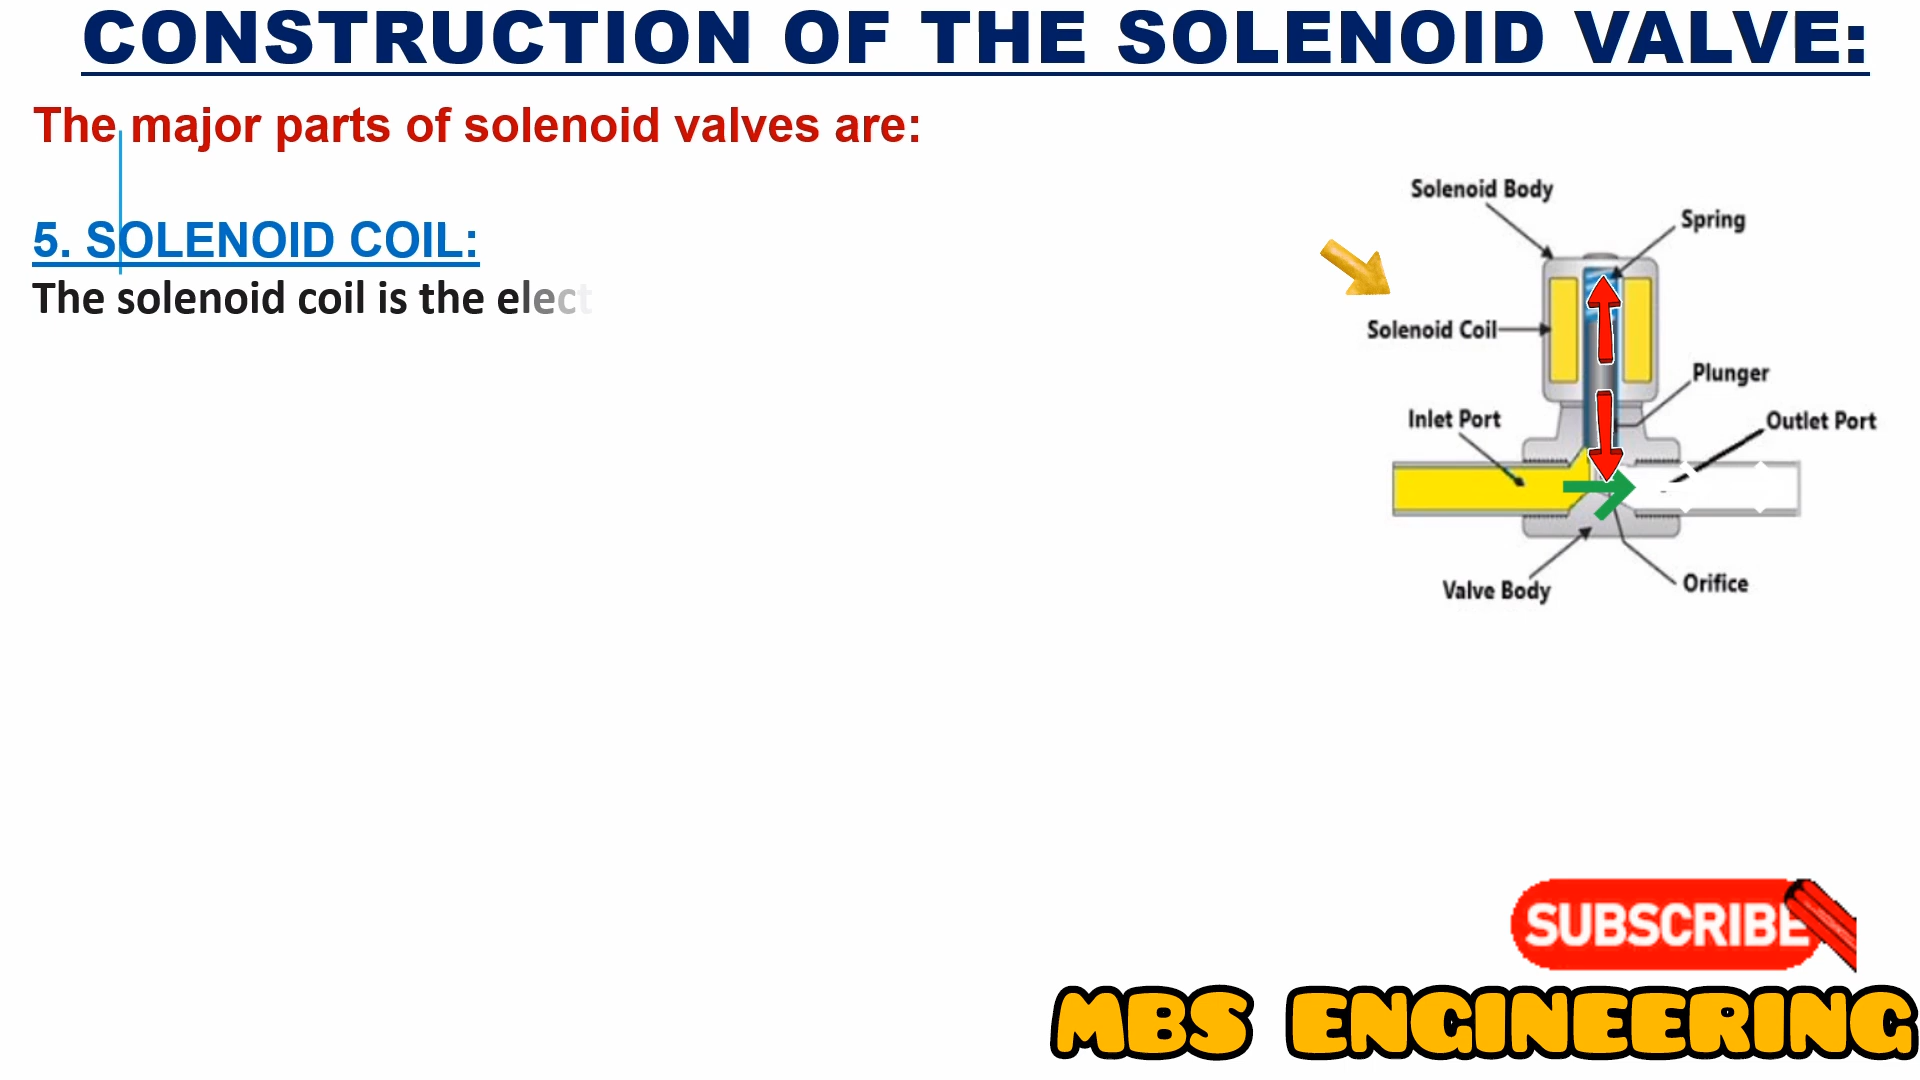 CONSTRUCTION OF THE SOLENOID VALVE:
The major parts of solenoid valves are:
5. SOLENOID COIL:
The solenoid coil is the elect
Solenoid Body
Spring
Solenoid Coil
Plunger
Inlet Port
Outlet Port
Valve Body
Orifice
SUBSCRIBE
MBS ENGINEERING